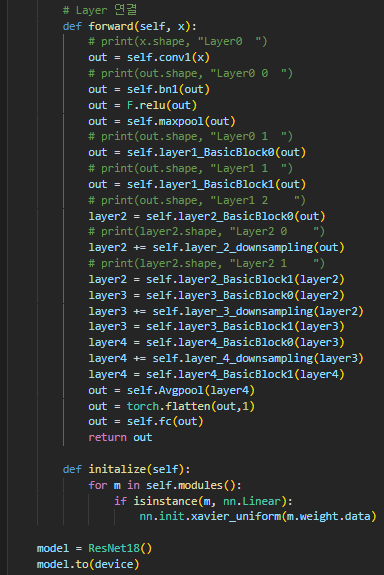 # Layer 연결
def forward(self, x):
# print(x.shape, "Layer0  ")
out = self.conv1(x)
# print(out.shape, "Layer0 0  ")
out = self.bn1(out)
out = F.relu(out)
out = self.maxpool(out)
# print(out.shape, "Layer0 1  ")
out = self.layer1_BasicBlock0(out)
# print(out.shape, "Layer1 1  ")
out = self.layer1_BasicBlock1(out)
# print(out.shape, "Layer1 2    ")
layer2 = self.layer2_BasicBlock0(out)
# print(layer2.shape, "Layer2 0    ")
layer2 += self.layer_2_downsampling(out)
# print(layer2.shape, "Layer2 1    ")
layer2 = self.layer2_BasicBlock1(layer2)
layer3 = self.layer3_BasicBlock0(layer2)
layer3 += self.layer_3_downsampling(layer2)
layer3 = self.layer3_BasicBlock1(layer3)
layer4 = self.layer4_BasicBlock0(layer3)
layer4 += self.layer_4_downsampling(layer3)
layer4 = self.layer4_BasicBlock1(layer4)
out = self.Avgpool(layer4)
out = torch.flatten(out,1)
out = self.fc(out)
return out
def initalize(self):
for m in self.modules():
if isinstance(m, nn.Linear):
nn.init.xavier_uniform(m.weight.data)
model = ResNet18()
model.to(device)